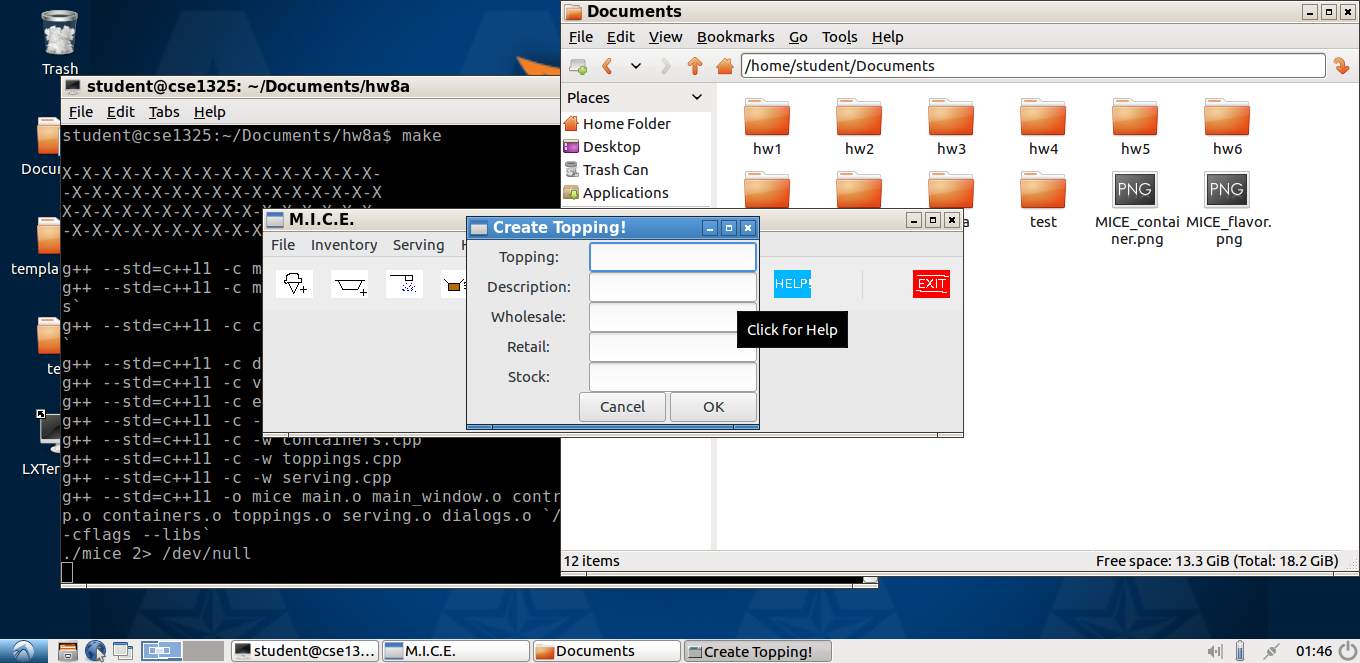 Trash
student@cse1325: ~/Documents/hw8a
File Edit Tabs Help
student@cse1325:~/Documents/hw8a$ make
X-X-X-X-X-X-X-X-X-X-X-X-X-X-X-X-
-X-X-X-X-X-X-X-X-X-X-X-X-X-X-X-X
X-X-X-X-X-X-X-X-X-X-X-X-X
-X-X-X-X-X-X-X-X-X-X
g++ --std=c++11 -c m
g++ --std=c++11 -c m
s`
g++ --std=c++11 -c c
`
g++ --std=c++11 -c d
g++ --std=c++11 -c v
g++ --std=c++11 -c e
g++ --std=c++11 -c -
g++ --std=c++11 -c -w containers.cpp
g++ --std=c++11 -c -w toppings.cpp
g++ --std=c++11 -c -w serving.cpp
g++ --std=c++11 -o mice main.o main_window.o contr
p.o containers.o toppings.o serving.o dialogs.o `/
-cflags --libs`
./mice 2> /dev/null
Docu
templa
te
LXTer
Documents
File Edit View Bookmarks Go Tools Help
/home/student/Documents
Places
Home Folder
Desktop
Trash Can
Applications
hw1 hw2 hw3 hw4 hw5 hw6
PNG PNG
a test MICE_contai MICE_flavor.
ner.png png
12 items
Free space: 13.3 GiB (Total: 18.2 GiB)
M.I.C.E.
File Inventory Serving H
HELP!
EXIT
Click for Help
Create Topping!
Topping:
Description:
Wholesale:
Retail:
Stock:
Cancel OK
student@cse13... M.I.C.E. Documents Create Topping! 01:46